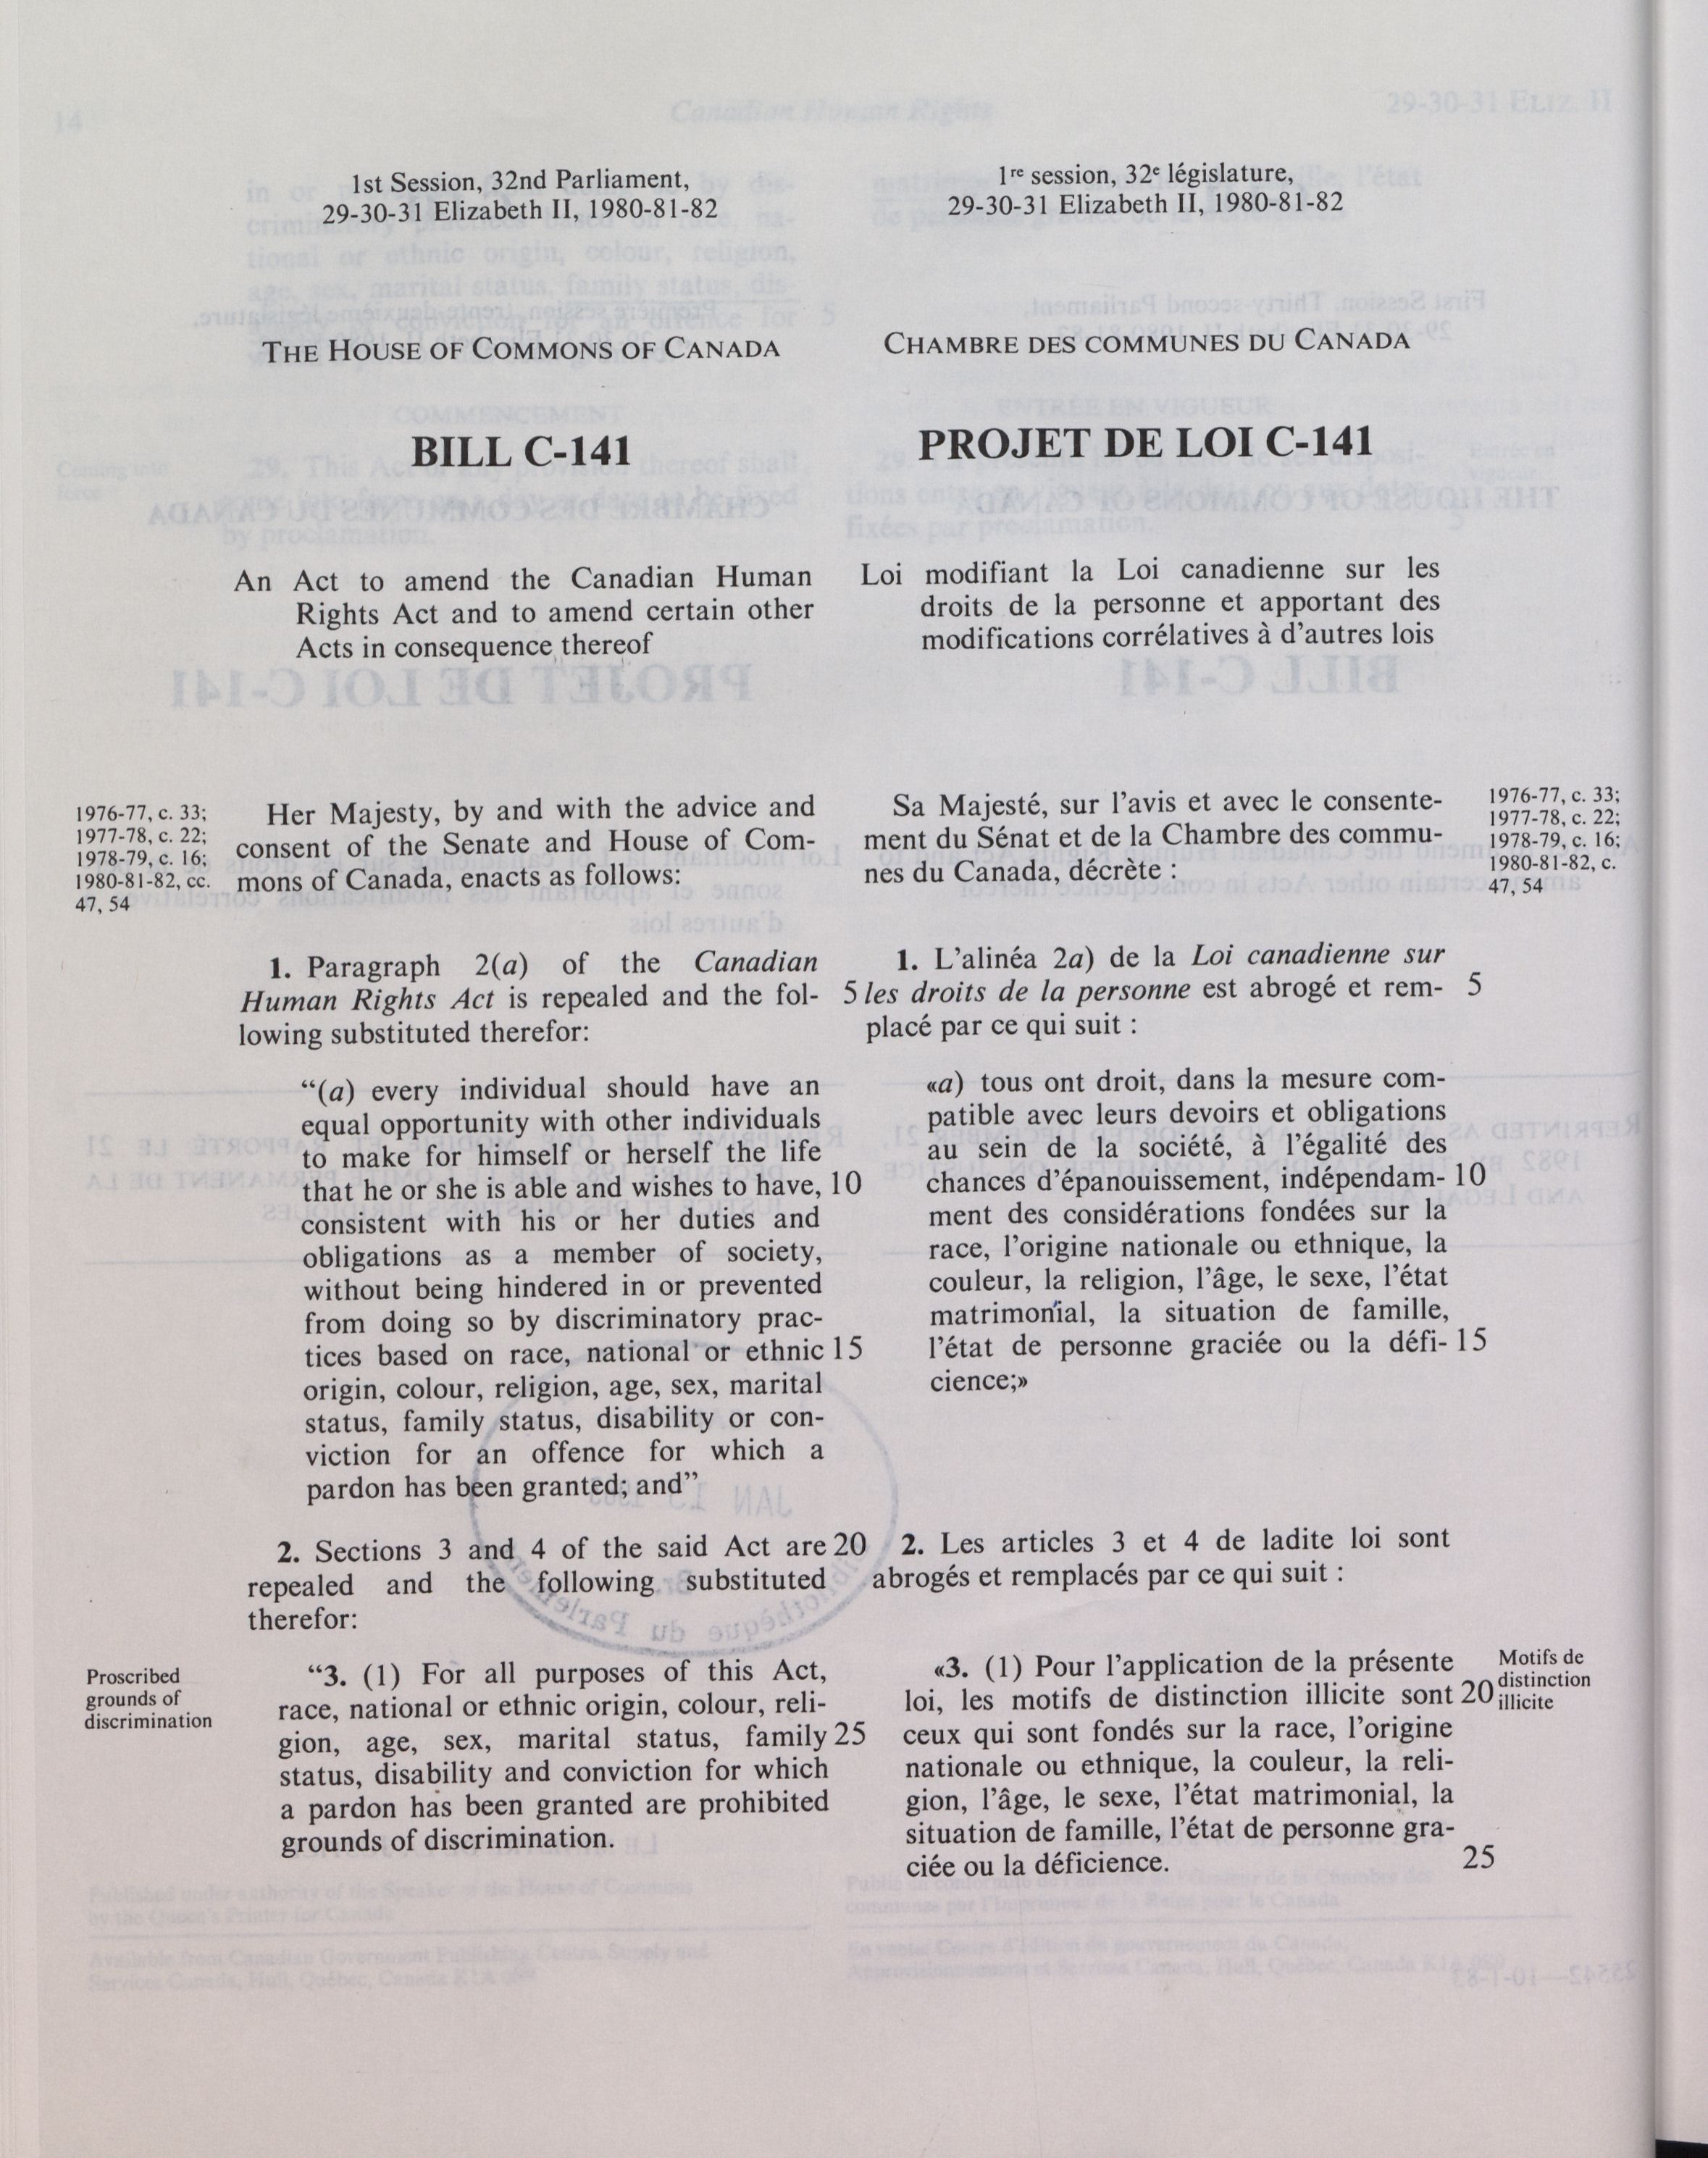 1st Session, 32nd Parliament,
29-30-31 Elizabeth II, 1980-81-82
THE HOUSE OF COMMONS OF CANADA
BILL C-141
An Act to amend the Canadian Human
Rights Act and to amend certain other
Acts in consequence thereof
1976-77, c. 33;
1977-78, c. 22;
1978-79, c. 16;
1980-81-82, cc.
47, 54
Her Majesty, by and with the advice and
consent of the Senate and House of Com-
mons of Canada, enacts as follows:
1. Paragraph 2(a) of the Canadian
Human Rights Act is repealed and the fol- 5
lowing substituted therefor:
“(a) every individual should have an
equal opportunity with other individuals
to make for himself or herself the life
that he or she is able and wishes to have, 10
consistent with his or her duties and
obligations as a member of society,
without being hindered in or prevented
from doing so by discriminatory prac-
tices based on race, national or ethnic 15
origin, colour, religion, age, sex, marital
status, family status, disability or con-
viction for an offence for which a
pardon has been granted; and”
2. Sections 3 and 4 of the said Act are 20
repealed and the following substituted
therefor:
Proscribed
grounds of
discrimination
“3. (1) For all purposes of this Act,
race, national or ethnic origin, colour, reli-
gion, age, sex, marital status, family 25
status, disability and conviction for which
a pardon has been granted are prohibited
grounds of discrimination.
1re session, 32e législature,
29-30-31 Elizabeth II, 1980-81-82
CHAMBRE DES COMMUNES DU CANADA
PROJET DE LOI C-141
Loi modifiant la Loi canadienne sur les
droits de la personne et apportant des
modifications corrélatives à d’autres lois
Sa Majesté, sur l’avis et avec le consente-
ment du Sénat et de la Chambre des commu-
nes du Canada, décrète :
1976-77, c. 33;
1977-78, c. 22;
1978-79, c. 16;
1980-81-82, c.
47, 54
1. L’alinéa 2a) de la Loi canadienne sur
les droits de la personne est abrogé et rem- 5
placé par ce qui suit :
«a) tous ont droit, dans la mesure com-
patible avec leurs devoirs et obligations
au sein de la société, à l’égalité des
chances d’épanouissement, indépendam- 10
ment des considérations fondées sur la
race, l’origine nationale ou ethnique, la
couleur, la religion, l’âge, le sexe, l’état
matrimonial, la situation de famille,
l’état de personne graciée ou la défi- 15
cience;»
2. Les articles 3 et 4 de ladite loi sont
abrogés et remplacés par ce qui suit :
«3. (1) Pour l’application de la présente
loi, les motifs de distinction illicite sont 20
ceux qui sont fondés sur la race, l’origine
nationale ou ethnique, la couleur, la reli-
gion, l’âge, le sexe, l’état matrimonial, la
situation de famille, l’état de personne gra-
ciée ou la déficience. 25
Motifs de
distinction
illicite